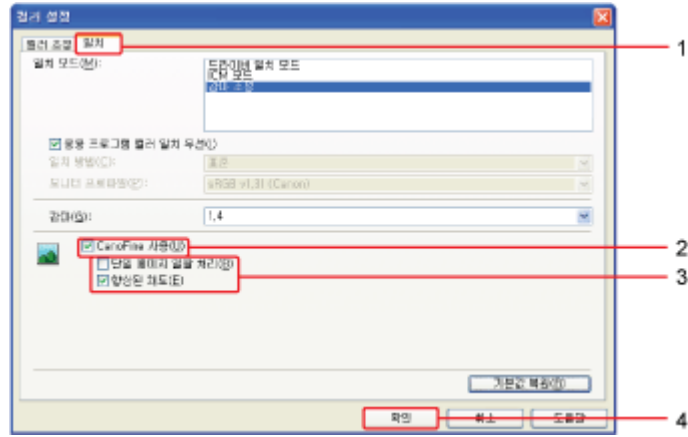 컬러 설정
컬러 조정 일치 1
일치 모드(M):
드라이버 일치 모드
ICM 모드
감마 조정
응용 프로그램 컬러 일치 우선(I)
일치 방법(C): 표준
모니터 프로파일(P): sRGB v1.31 (Canon)
감마(G): 1.4
CanoFine 사용(U) 2
단일 페이지 일괄 처리(B) 3
향상된 채도(E)
기본값 복원(D)
확인 취소 도움말 4